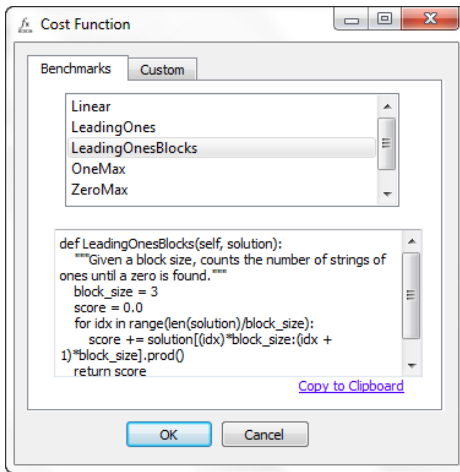 Cost Function
Benchmarks Custom
Linear
LeadingOnes
LeadingOnesBlocks
OneMax
ZeroMax
def LeadingOnesBlocks(self, solution):
"""Given a block size, counts the number of strings of
ones until a zero is found."""
block_size = 3
score = 0.0
for idx in range(len(solution)/block_size):
score += solution[(idx)*block_size:(idx +
1)*block_size].prod()
return score
Copy to Clipboard
OK Cancel